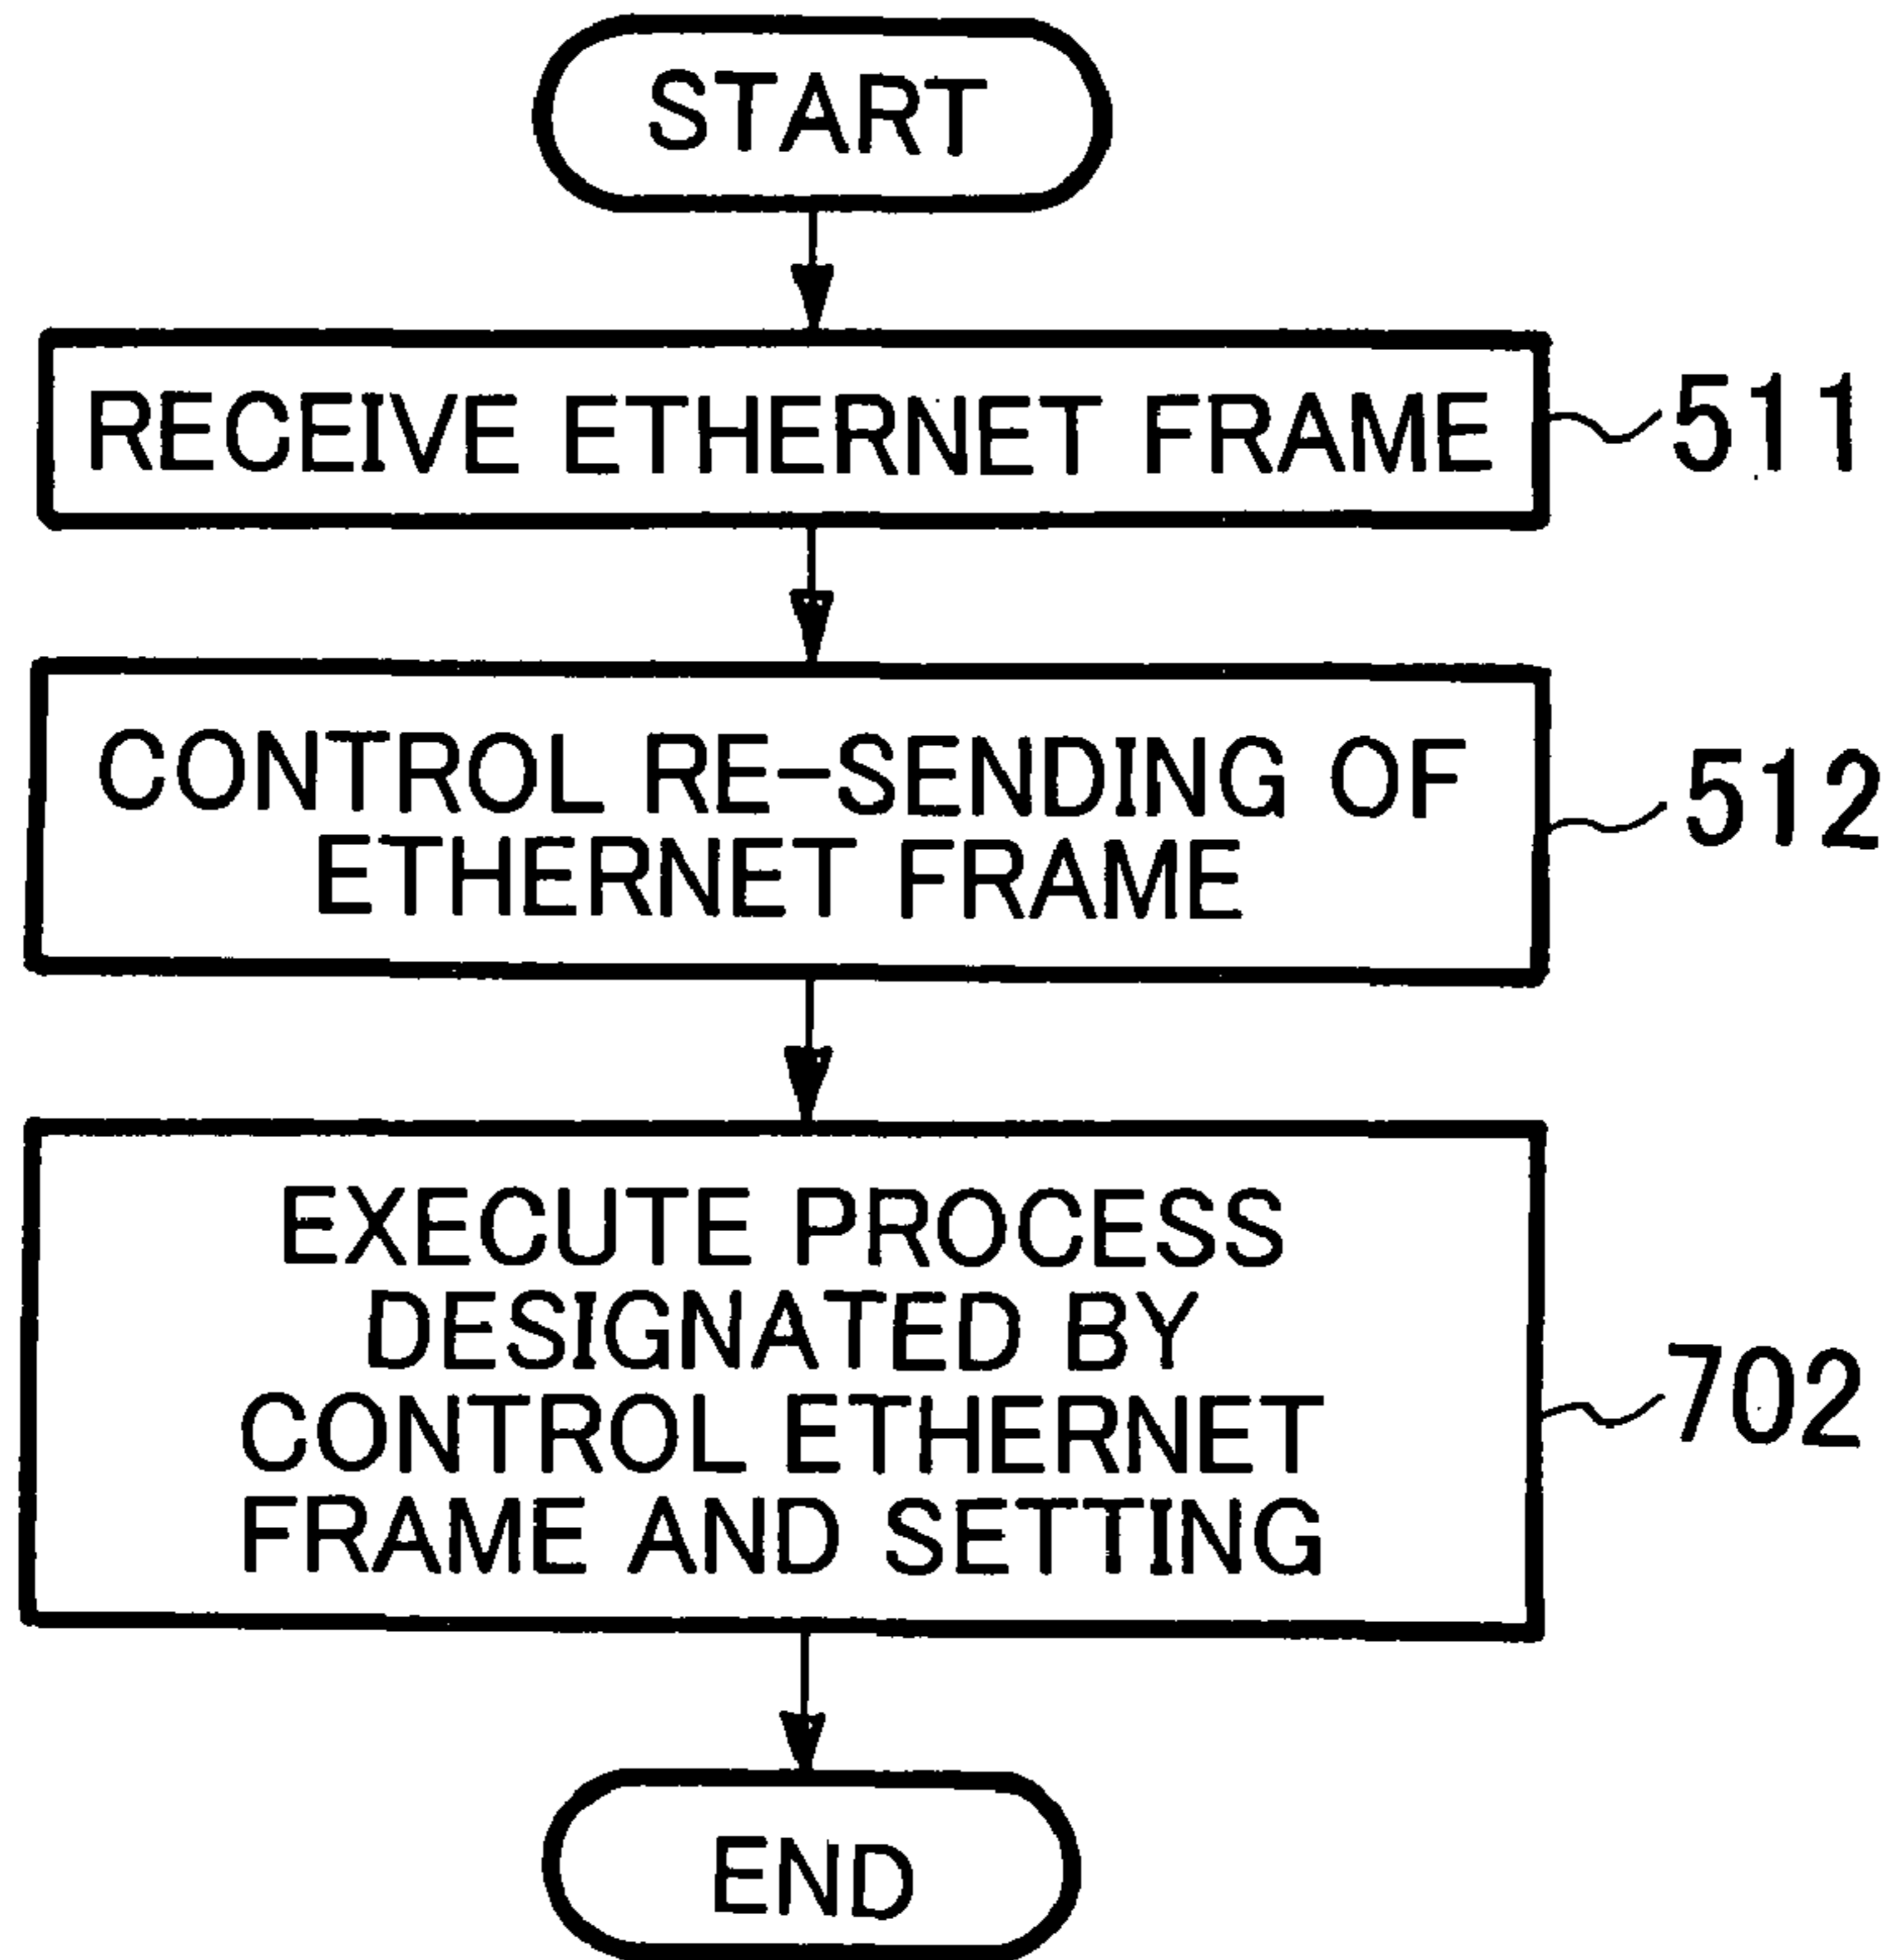 START
RECEIVE ETHERNET FRAME
511
CONTROL RE-SENDING OF
ETHERNET FRAME
512
EXECUTE PROCESS
DESIGNATED BY
CONTROL ETHERNET
FRAME AND SETTING
702
END